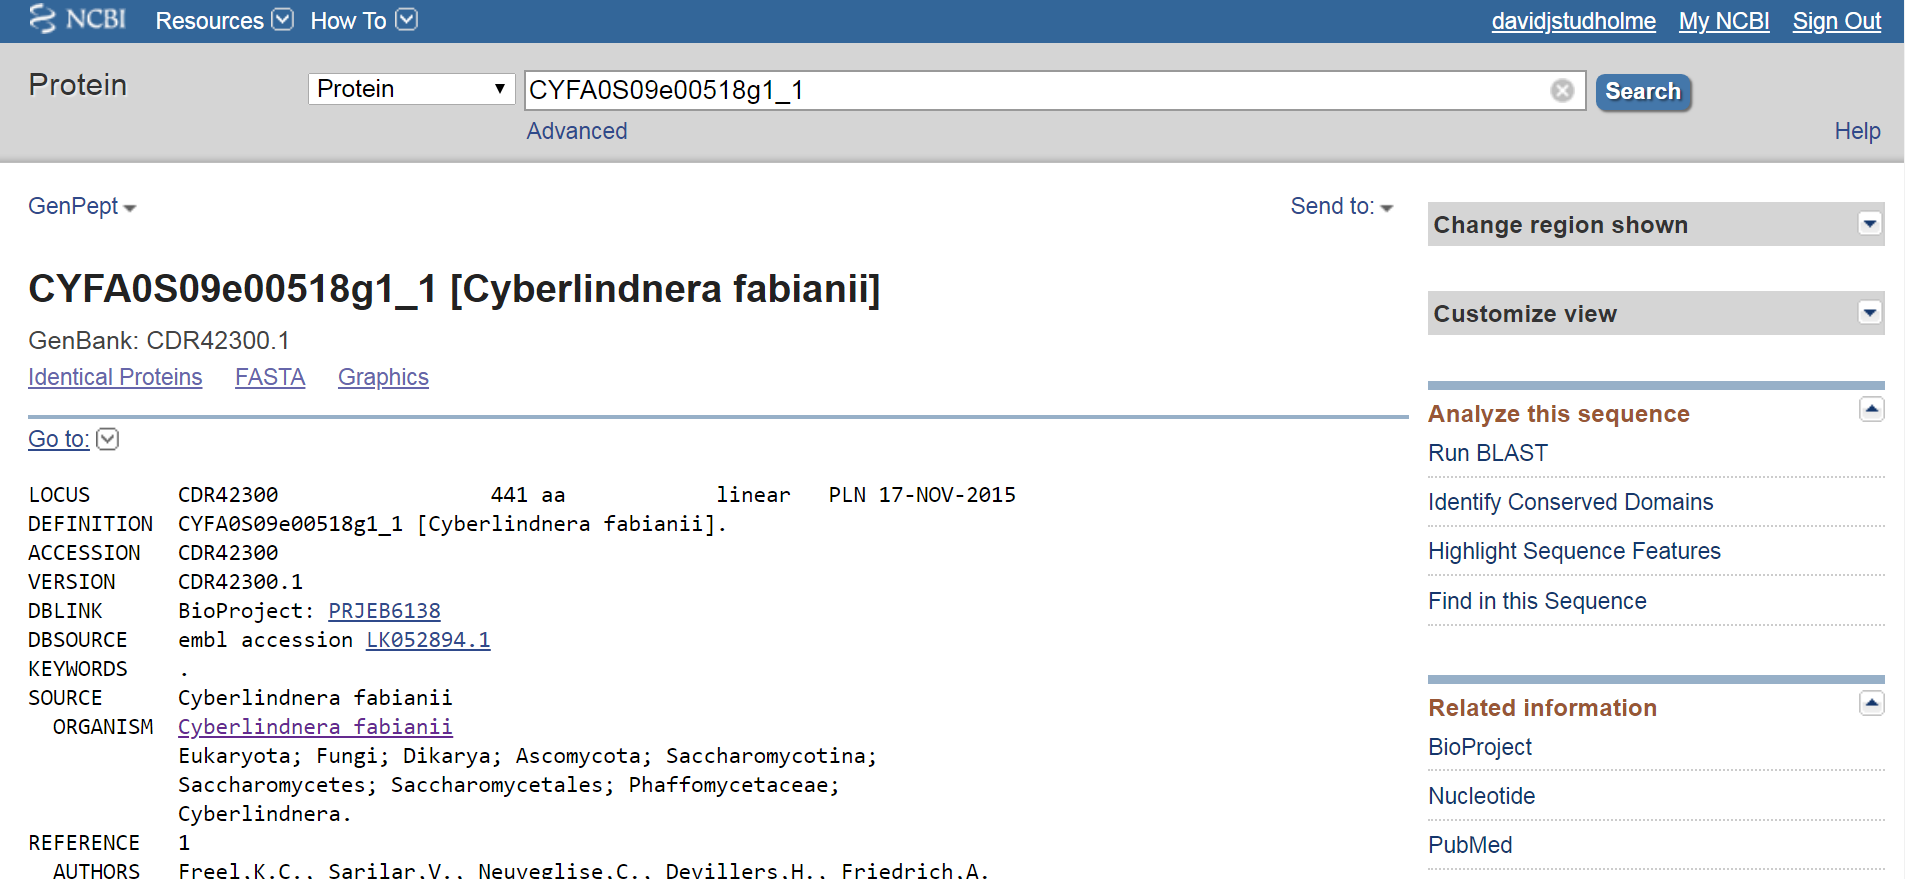 NCBI Resources How To davidjstudholme My NCBI Sign Out
Protein Protein CYFA0S09e00518g1_1 Search
Advanced Help
GenPept Send to:
Change region shown
CYFA0S09e00518g1_1 [Cyberlindnera fabianii]
Customize view
GenBank: CDR42300.1
Identical Proteins FASTA Graphics
Analyze this sequence
Go to:
Run BLAST
LOCUS CDR42300 441 aa linear PLN 17-NOV-2015
Identify Conserved Domains
DEFINITION CYFA0S09e00518g1_1 [Cyberlindnera fabianii].
ACCESSION CDR42300
Highlight Sequence Features
VERSION CDR42300.1
DBLINK BioProject: PRJEB6138
Find in this Sequence
DBSOURCE embl accession LK052894.1
KEYWORDS .
SOURCE Cyberlindnera fabianii
Related information
ORGANISM Cyberlindnera fabianii
BioProject
Eukaryota; Fungi; Dikarya; Ascomycota; Saccharomycotina;
Saccharomycetes; Saccharomycetales; Phaffomycetaceae;
Nucleotide
Cyberlindnera.
REFERENCE 1
PubMed
AUTHORS Freel,K.C., Sarilar,V., Neuveglise,C., Devillers,H., Friedrich,A.